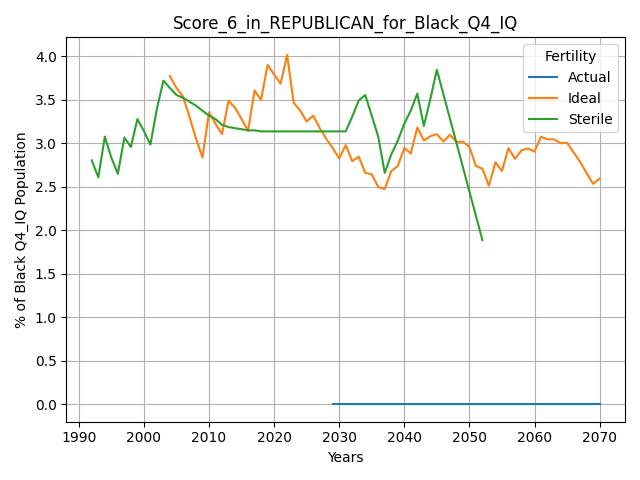 Score_6_in_REPUBLICAN_for_Black_Q4_IQ
% of Black Q4_IQ Population
4.0
3.5
3.0
2.5
2.0
1.5
1.0
0.5
0.0
Fertility
Actual
Ideal
Sterile
1990 2000 2010 2020 2030 2040 2050 2060 2070
Years